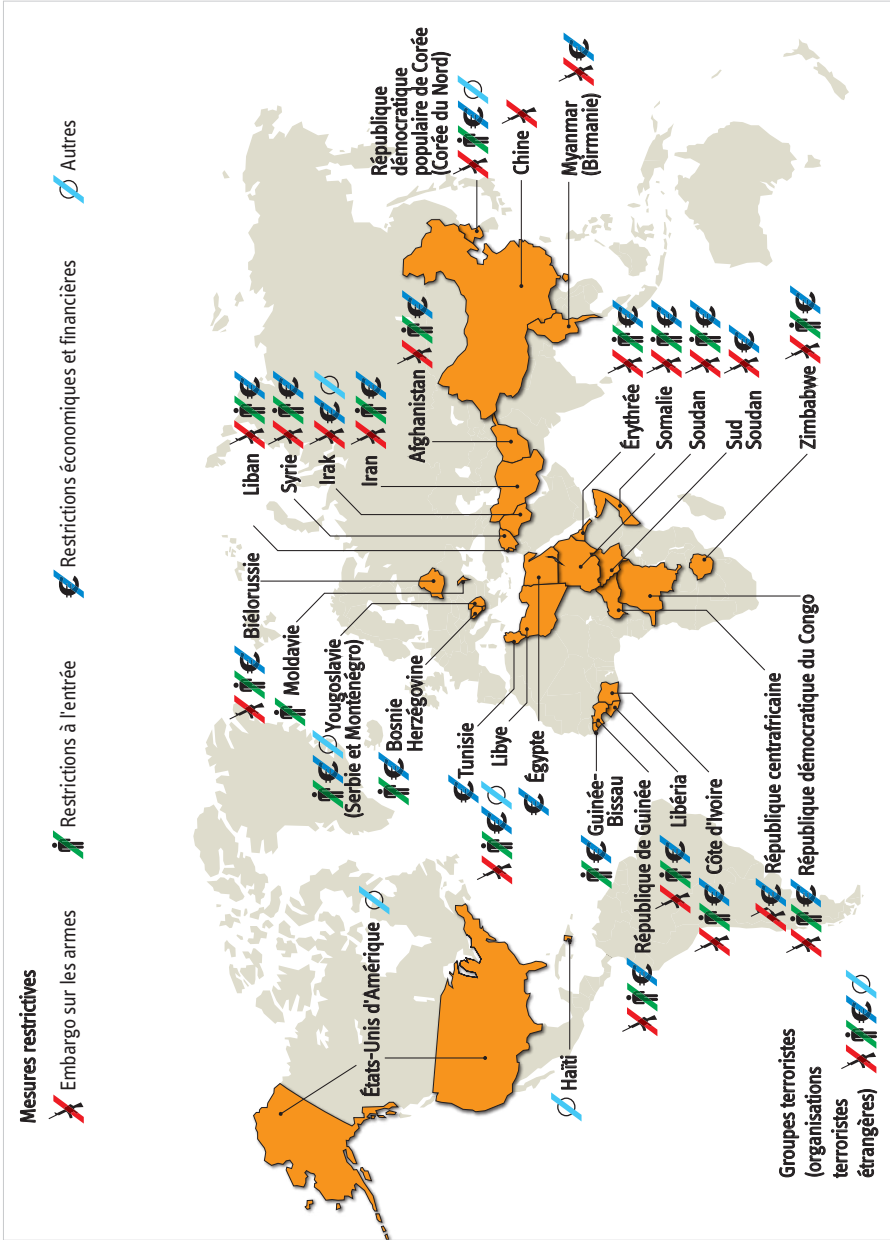 Mesures restrictives
Embargo sur les armes
Restrictions à l'entrée
Restrictions économiques et financières
Autres
États-Unis d'Amérique
Haïti
Groupes terroristes
(organisations
terroristes
étrangères)
Biélorussie
Moldavie
Yougoslavie
(Serbie et Monténégro)
Bosnie
Herzégovine
Tunisie
Libye
Égypte
Guinée-
Bissau
République de Guinée
Libéria
Côte d'Ivoire
République centrafricaine
République démocratique du Congo
Liban
Syrie
Irak
Iran
Afghanistan
Érythrée
Somalie
Soudan
Sud
Soudan
Zimbabwe
République
démocratique
populaire de Corée
(Corée du Nord)
Chine
Myanmar
(Birmanie)